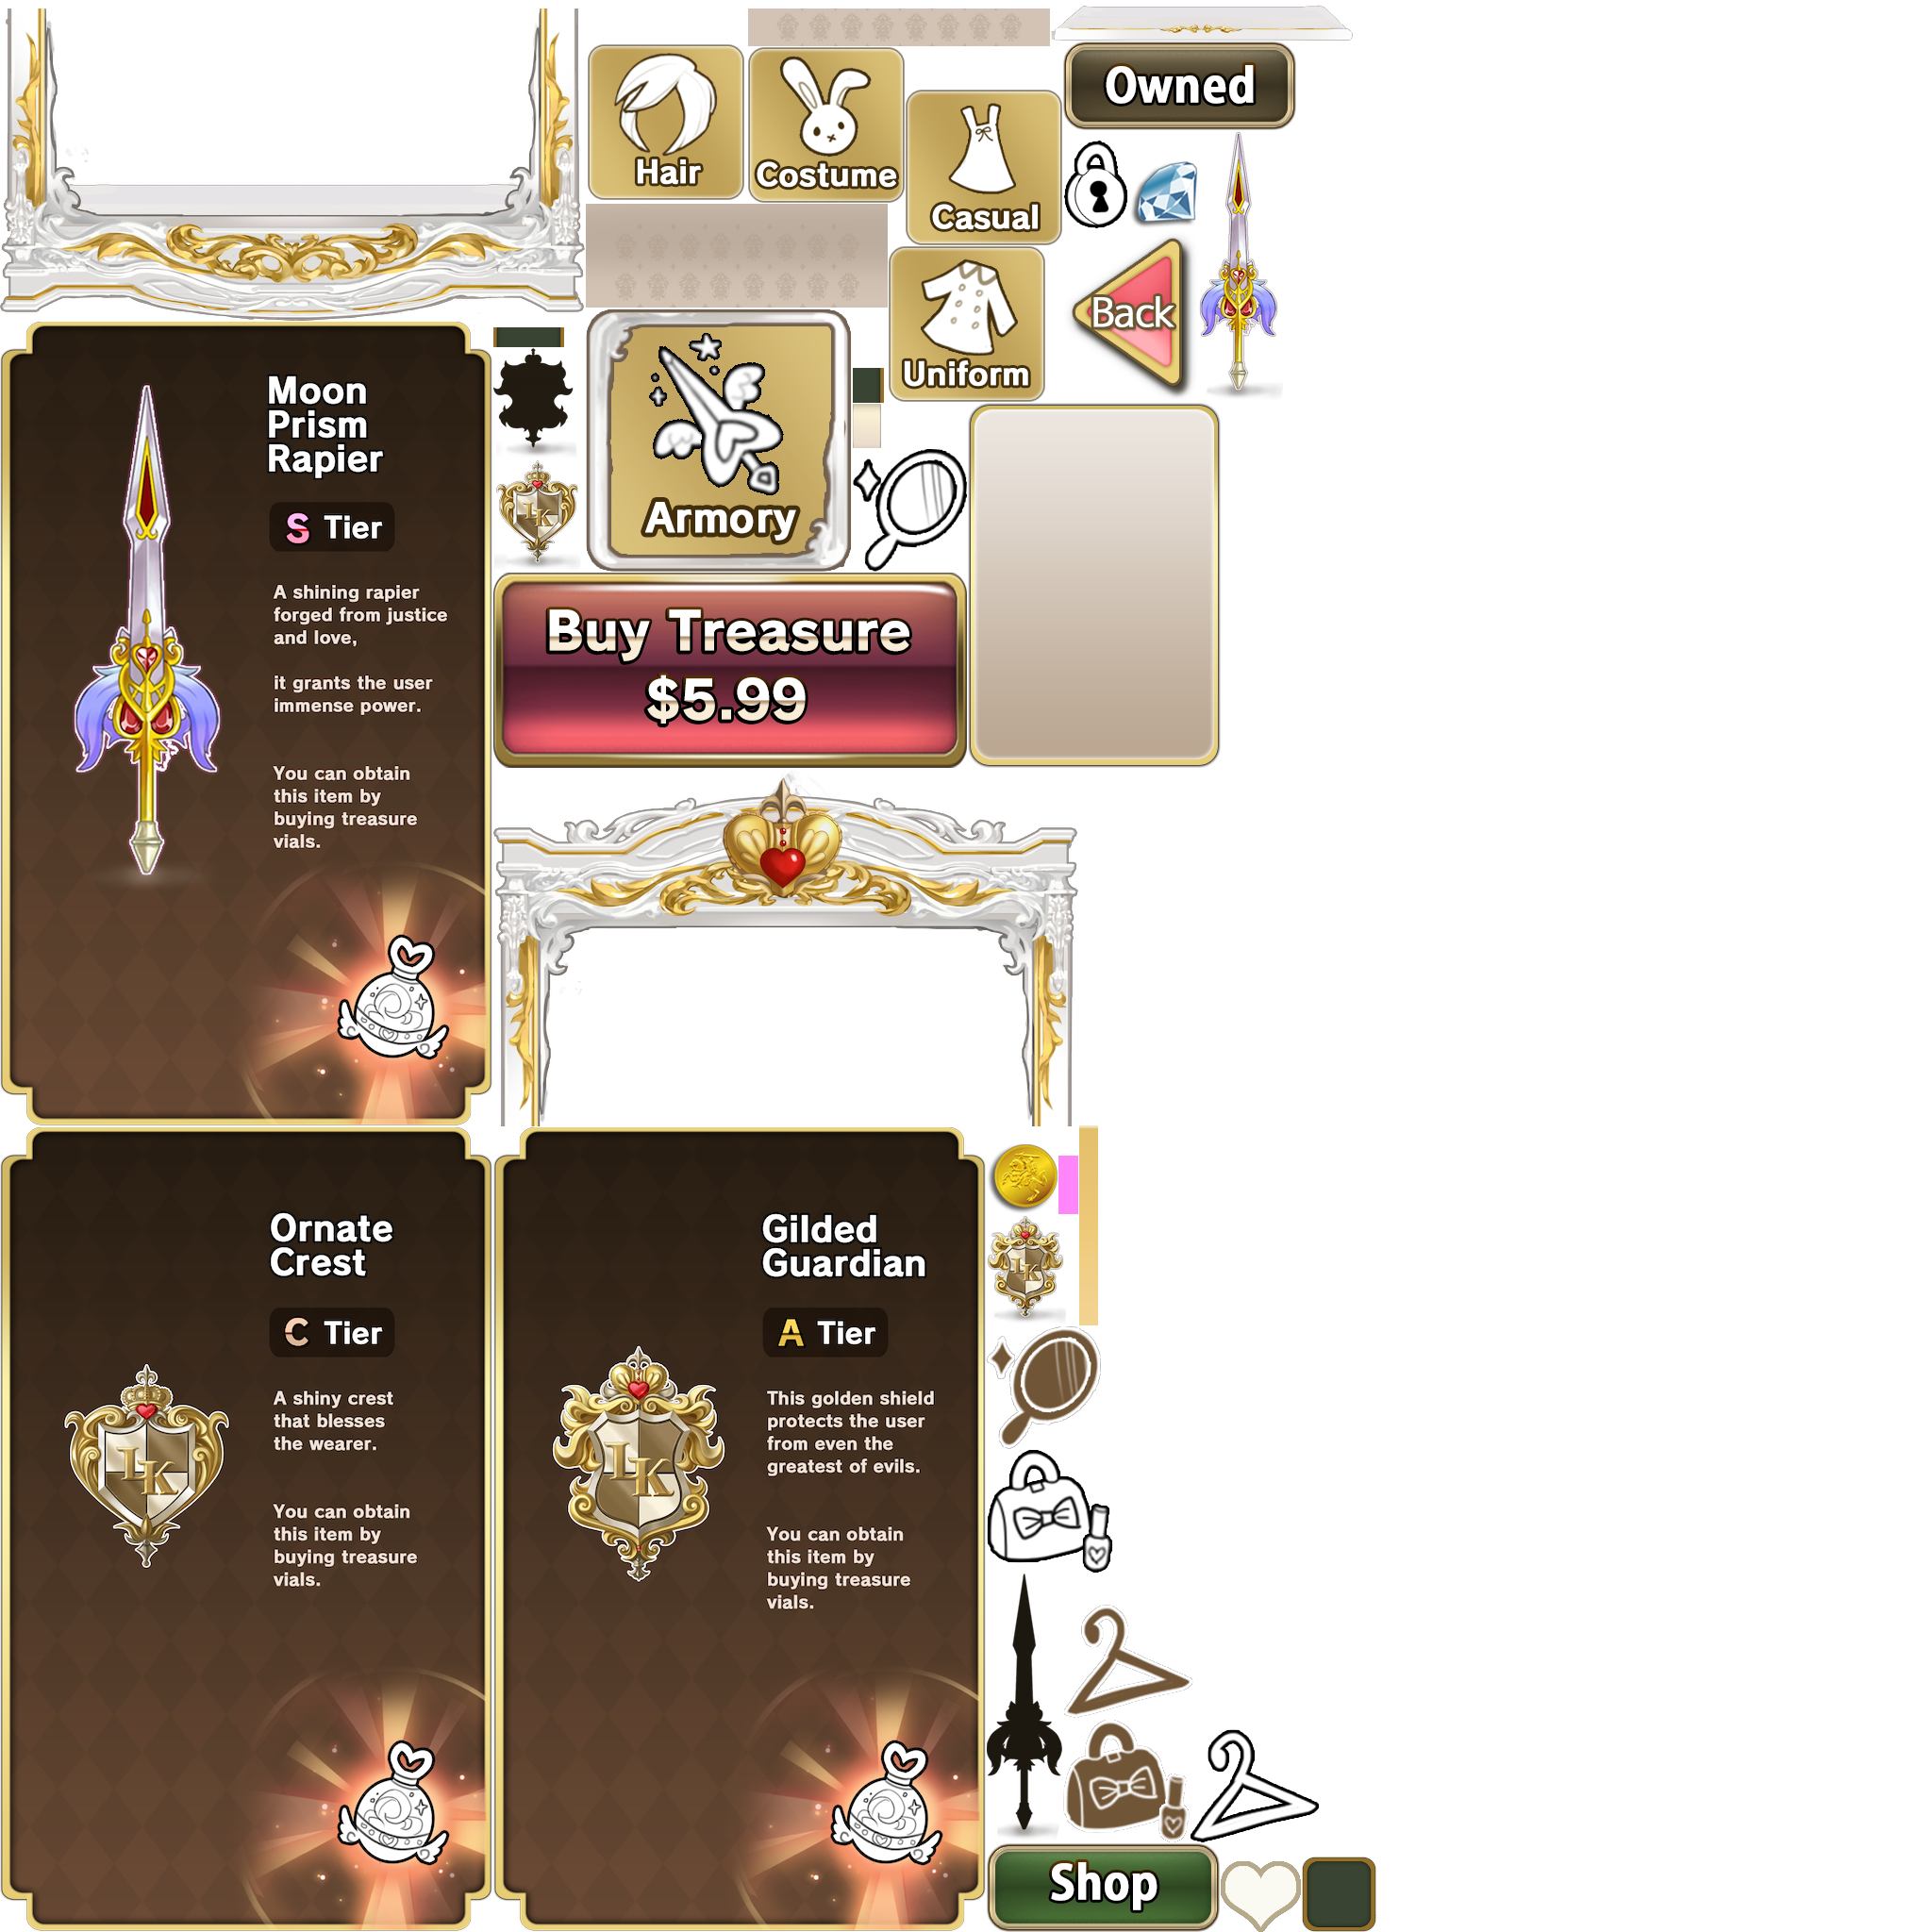 Owned
Hair
Costume
Casual
Uniform
Back
Moon
Prism
Rapier
S Tier
A shining rapier
forged from justice
and love,
it grants the user
immense power.
You can obtain
this item by
buying treasure
vials.
LK
Armory
Buy Treasure
$5.99
Ornate
Crest
C Tier
LK
A shiny crest
that blesses
the wearer.
You can obtain
this item by
buying treasure
vials.
Gilded
Guardian
A Tier
LK
This golden shield
protects the user
from even the
greatest of evils.
You can obtain
this item by
buying treasure
vials.
LK
Shop